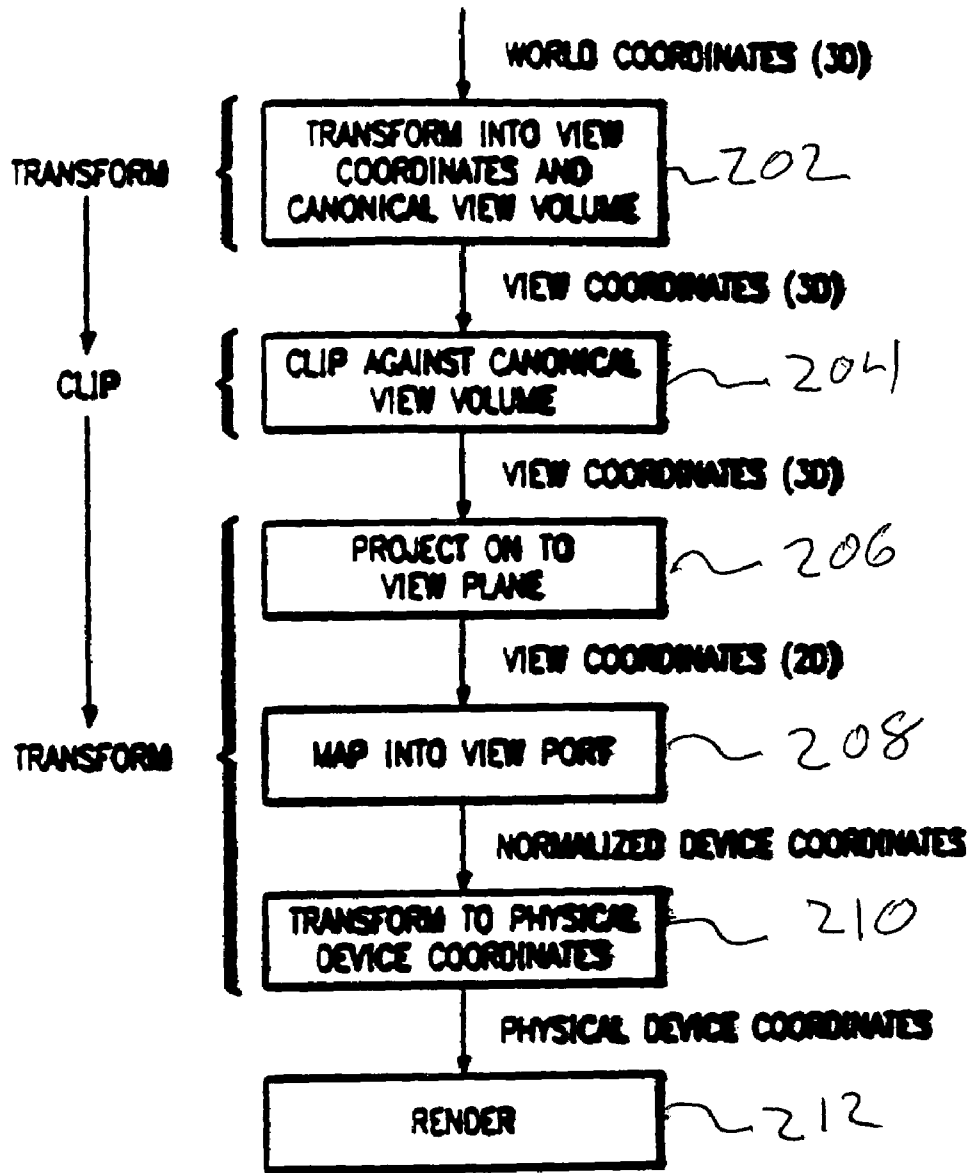 WORLD COORDINATES (3D)
TRANSFORM
TRANSFORM INTO VIEW
COORDINATES AND
CANONICAL VIEW VOLUME
202
VIEW COORDINATES (3D)
CLIP
CLIP AGAINST CANONICAL
VIEW VOLUME
204
VIEW COORDINATES (3D)
PROJECT ON TO
VIEW PLANE
206
VIEW COORDINATES (2D)
TRANSFORM
MAP INTO VIEW PORT
208
NORMALIZED DEVICE COORDINATES
TRANSFORM TO PHYSICAL
DEVICE COORDINATES
210
PHYSICAL DEVICE COORDINATES
RENDER
212